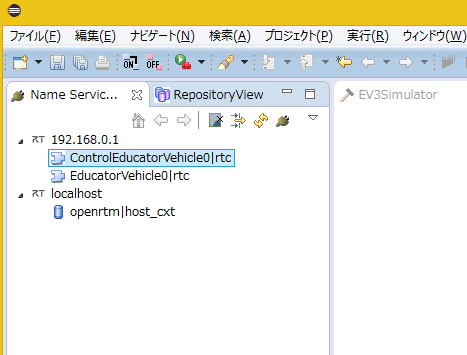 ファイル(F) 編集(E) ナビゲート(N) 検索(A) プロジェクト(P) 実行(R) ウィンドウ(W)
ON OFF
Name Servic... RepositoryView EV3Simulator
RT 192.168.0.1
ControlEducatorVehicle0|rtc
EducatorVehicle0|rtc
RT localhost
openrtm|host_cxt